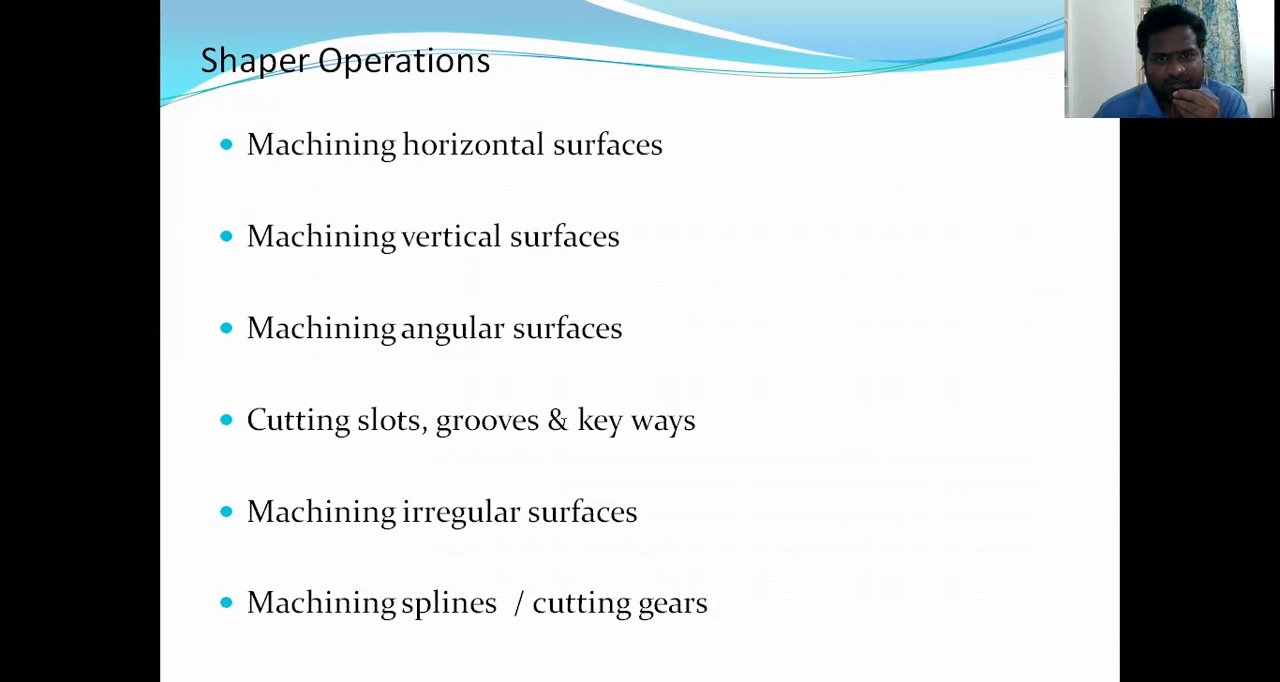 Shaper Operations
Machining horizontal surfaces
Machining vertical surfaces
Machining angular surfaces
Cutting slots, grooves & key ways
Machining irregular surfaces
Machining splines / cutting gears